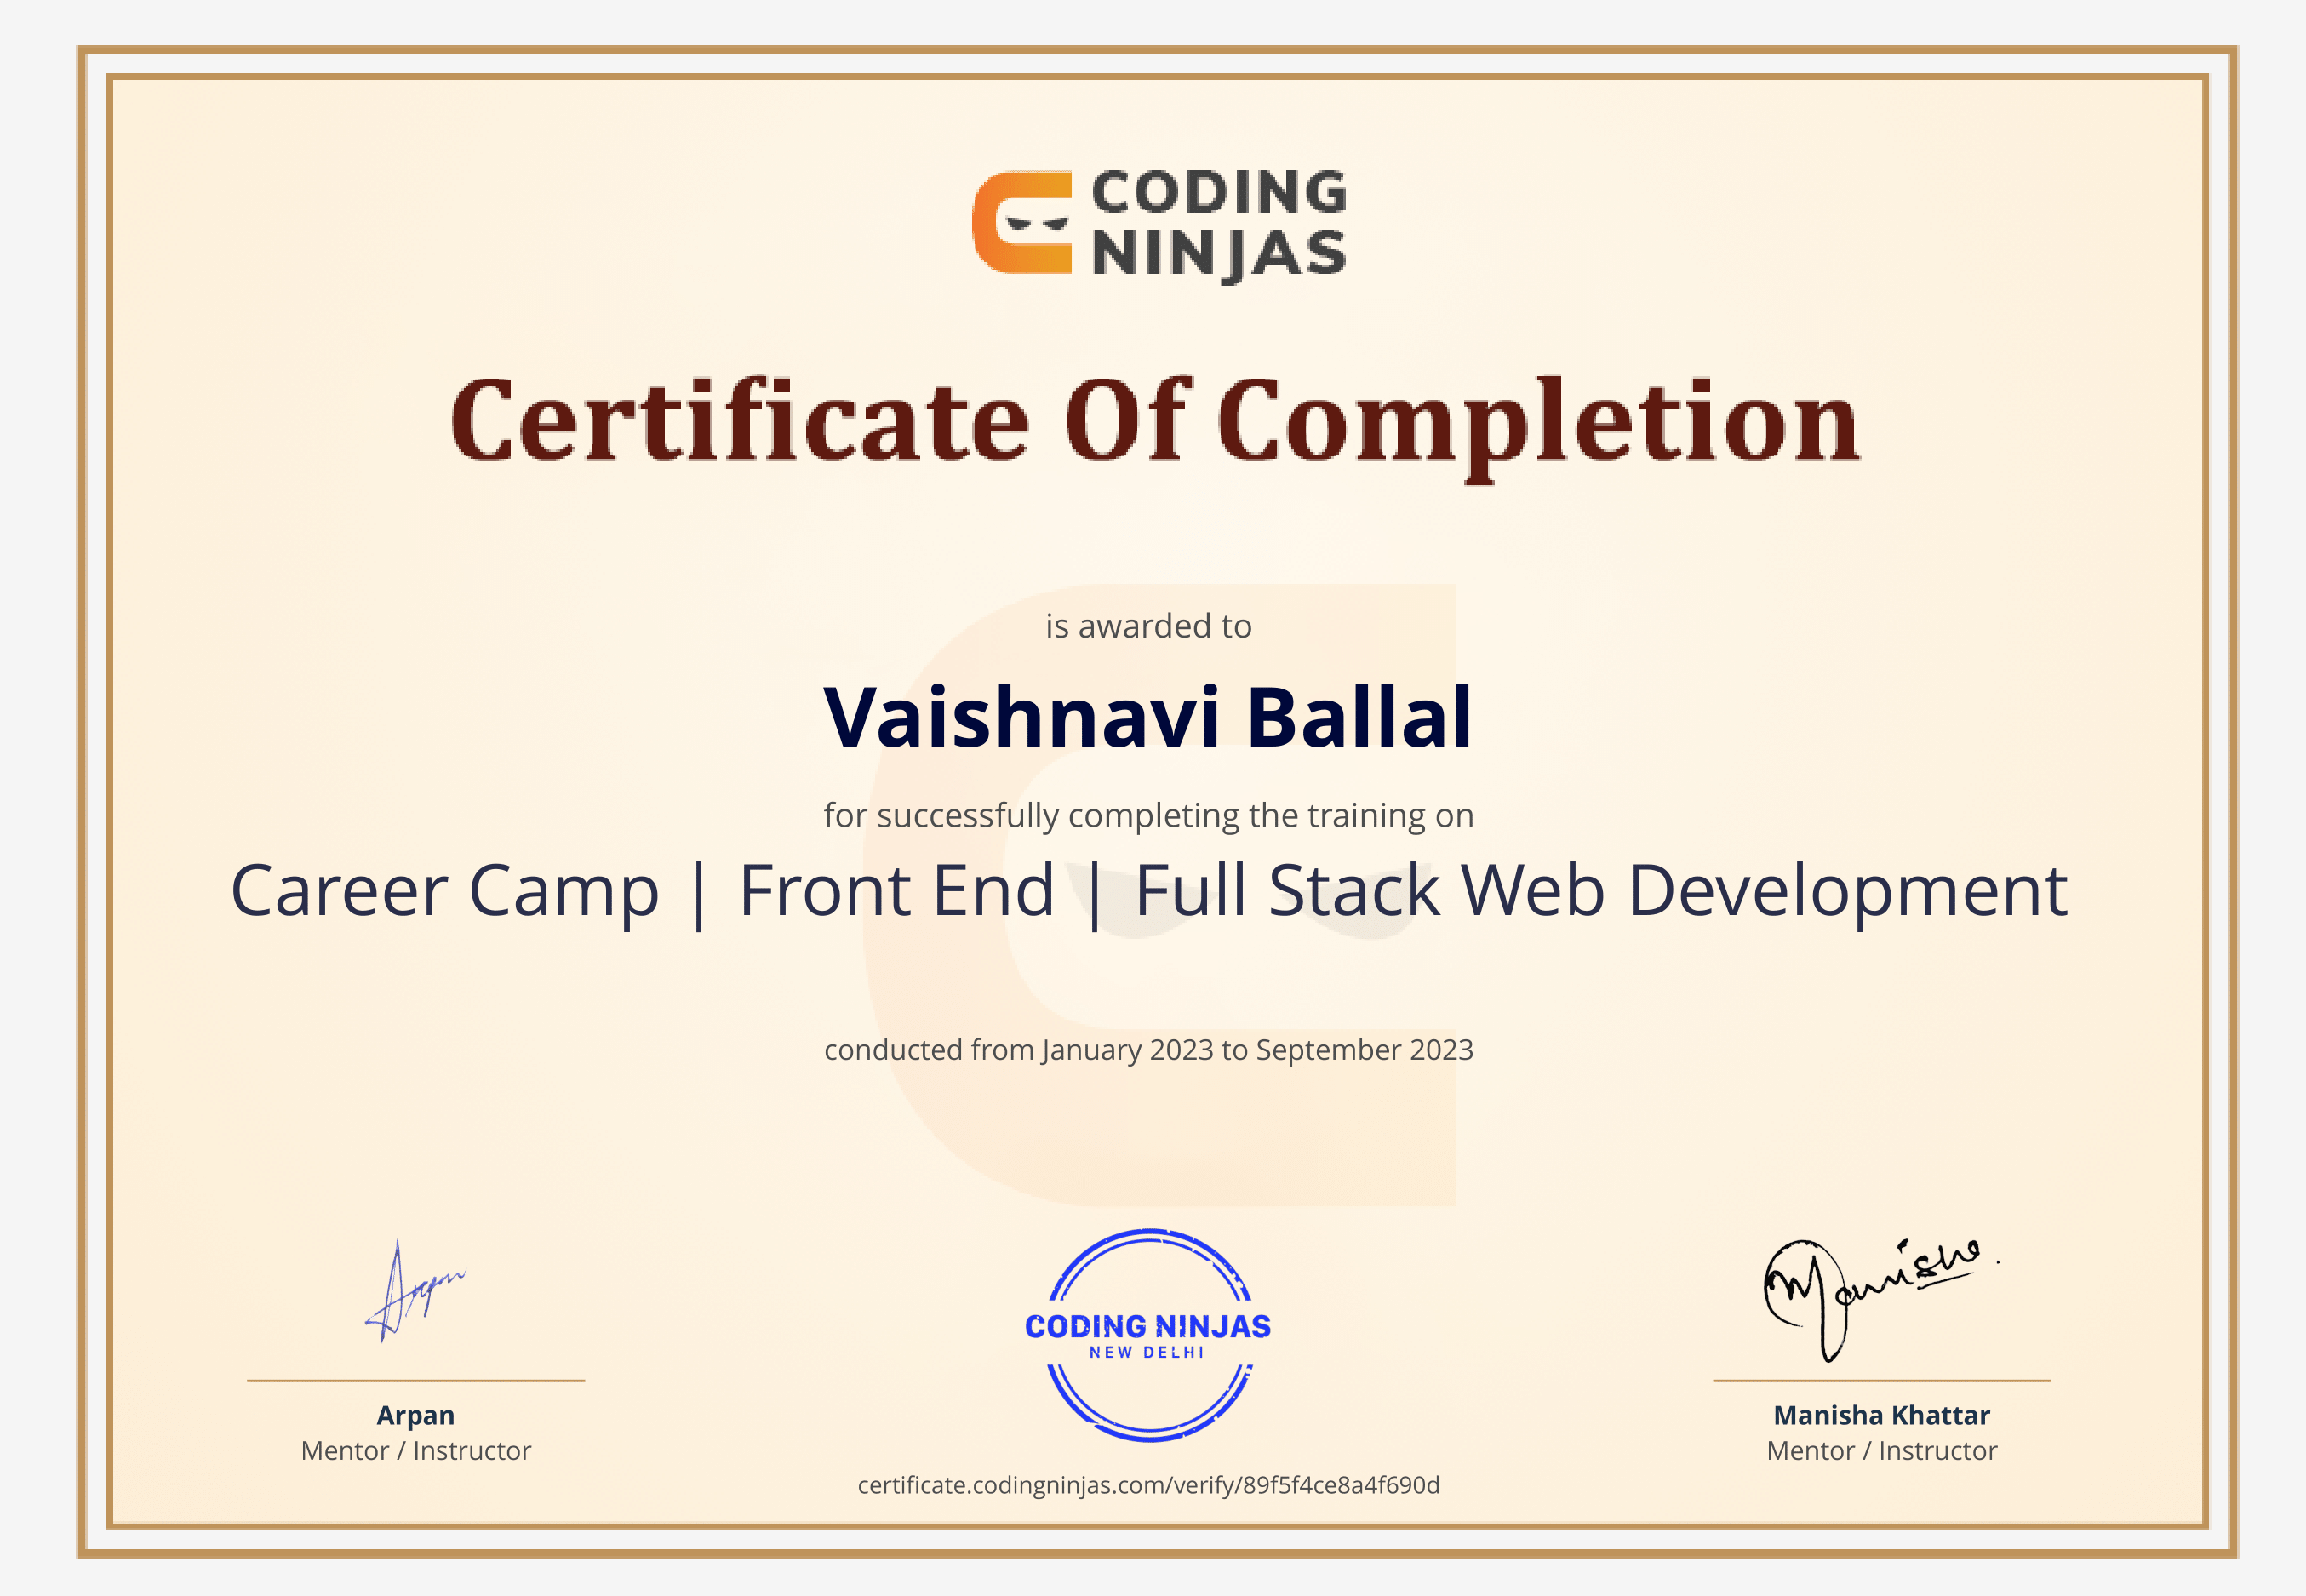 CODING
NINJAS
Certificate Of Completion
is awarded to
Vaishnavi Ballal
for successfully completing the training on
Career Camp | Front End | Full Stack Web Development
conducted from January 2023 to September 2023
Arpan
Manisha.
CODING NINJAS
NEW DELHI
Arpan
Mentor / Instructor
Manisha Khattar
Mentor / Instructor
certificate.codingninjas.com/verify/89f5f4ce8a4f690d